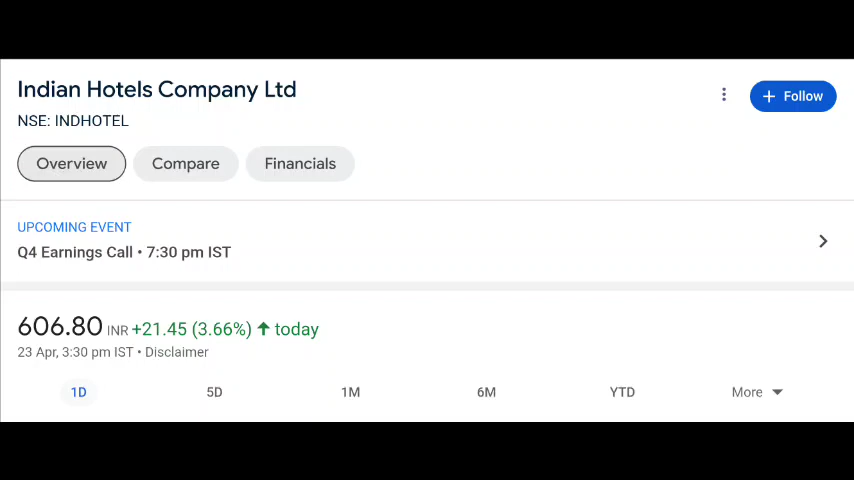 Indian Hotels Company Ltd
+ Follow
NSE: INDHOTEL
Overview Compare Financials
UPCOMING EVENT
Q4 Earnings Call • 7:30 pm IST
606.80 INR +21.45 (3.66%) ↑ today
23 Apr, 3:30 pm IST • Disclaimer
1D 5D 1M 6M YTD More